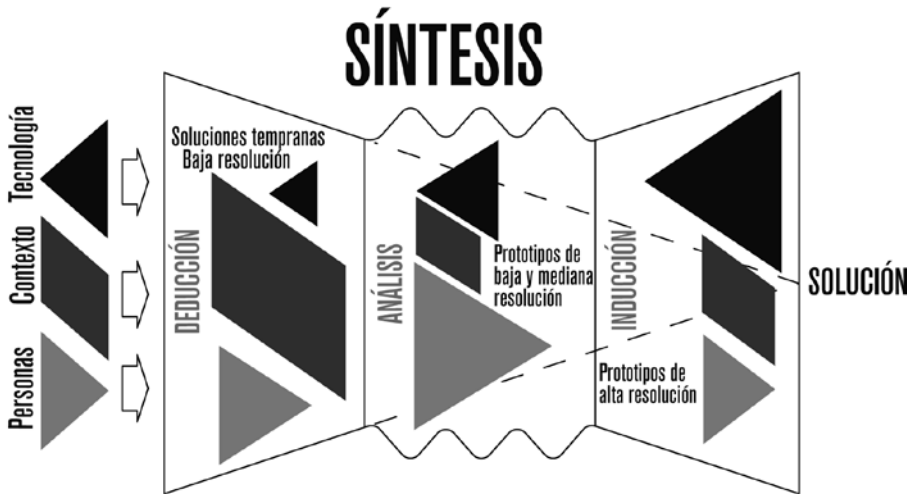 SÍNTESIS
Tecnología
Contexto
Personas
Soluciones tempranas
Baja resolución
DEDUCCIÓN
ANÁLISIS
Prototipos de
baja y mediana
resolución
INDUCCIÓN
Prototipos de
alta resolución
SOLUCIÓN